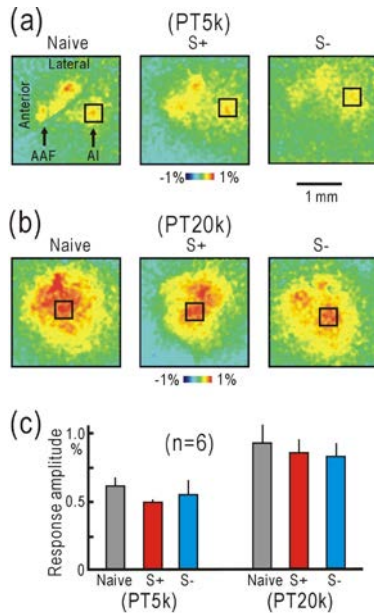 (a)
(PT5k)
Naive S+ S-
Lateral
Anterior
AAF AI
-1% 1%
1 mm
(b)
(PT20k)
Naive S+ S-
-1% 1%
(c)
1.0
%
(n=6)
0.5
Response amplitude
Naive S+ S- Naive S+ S-
(PT5k) (PT20k)